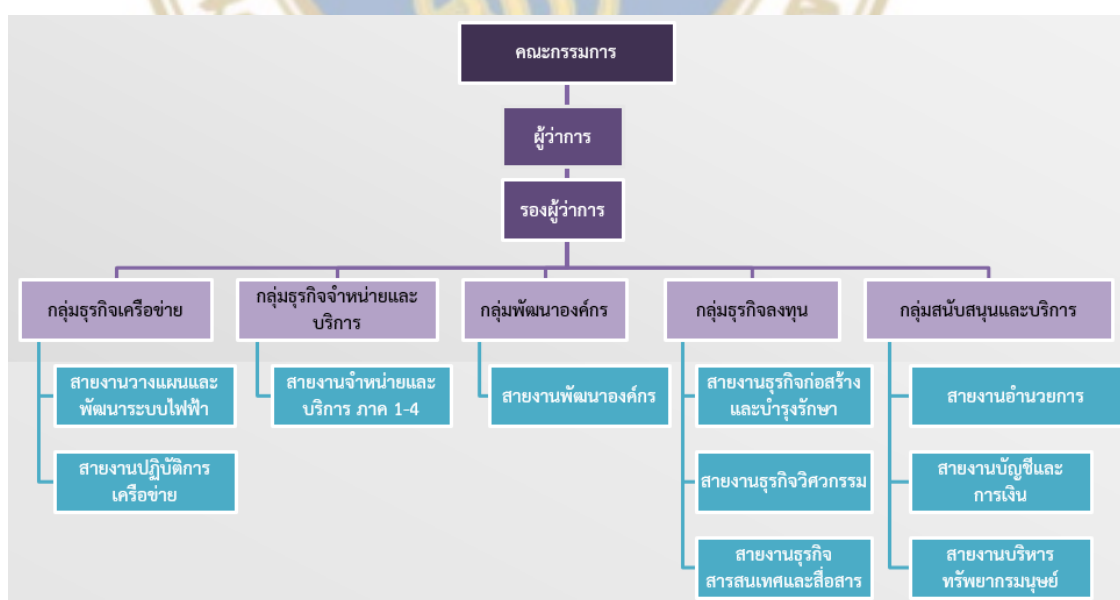 คณะกรรมการ
ผู้ว่าการ
รองผู้ว่าการ
กลุ่มธุรกิจเครือข่าย
สายงานวางแผนและ
พัฒนาระบบไฟฟ้า
สายงานปฏิบัติการ
เครือข่าย
กลุ่มธุรกิจจำหน่ายและ
บริการ
สายงานจำหน่ายและ
บริการ ภาค 1-4
กลุ่มพัฒนาองค์กร
สายงานพัฒนาองค์กร
กลุ่มธุรกิจลงทุน
สายงานธุรกิจก่อสร้าง
และบำรุงรักษา
สายงานธุรกิจวิศวกรรม
สายงานธุรกิจ
สารสนเทศและสื่อสาร
กลุ่มสนับสนุนและบริการ
สายงานอำนวยการ
สายงานบัญชีและ
การเงิน
สายงานบริหาร
ทรัพยากรมนุษย์